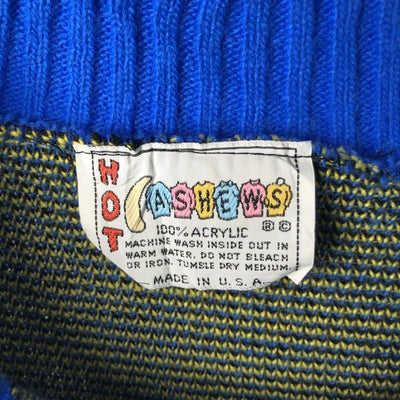 HOT
CASHEWS
® ©
100% ACRYLIC
MACHINE WASH INSIDE OUT IN
WARM WATER. DO NOT BLEACH
OR IRON. TUMBLE DRY MEDIUM.
MADE IN U.S.A.